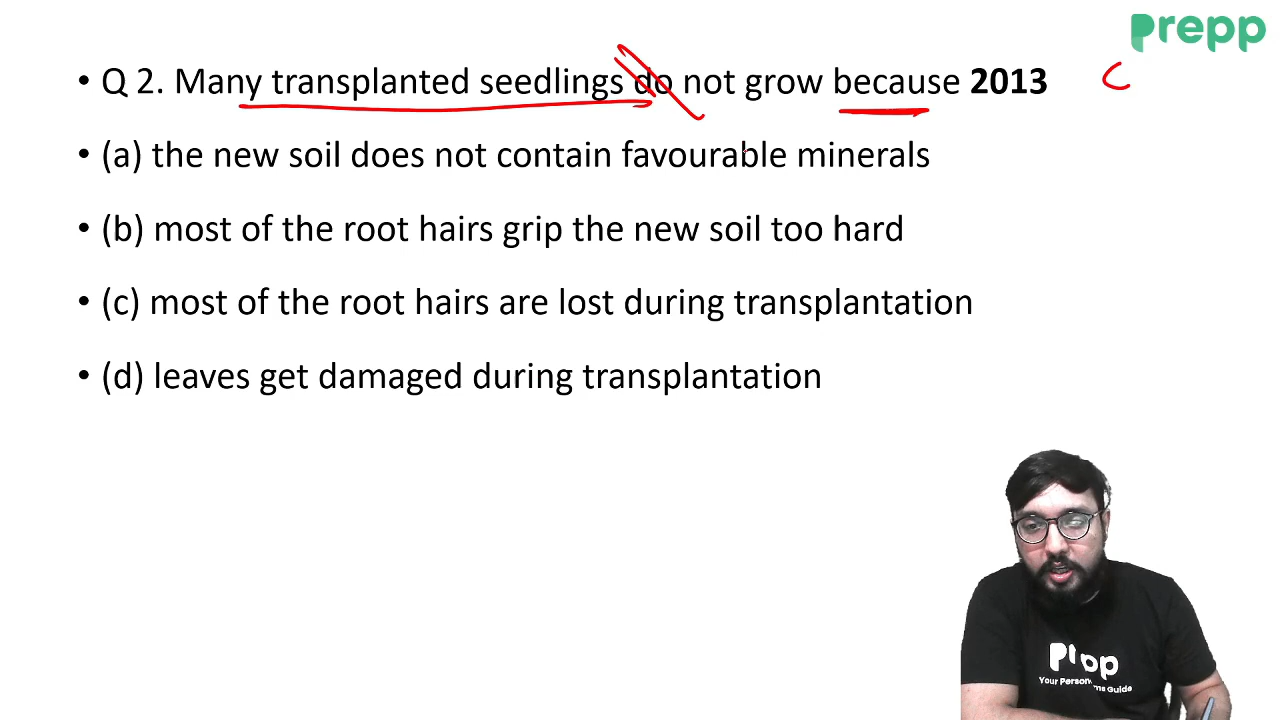 prepp
• Q 2. Many transplanted seedlings do not grow because 2013 C
• (a) the new soil does not contain favourable minerals
• (b) most of the root hairs grip the new soil too hard
• (c) most of the root hairs are lost during transplantation
• (d) leaves get damaged during transplantation